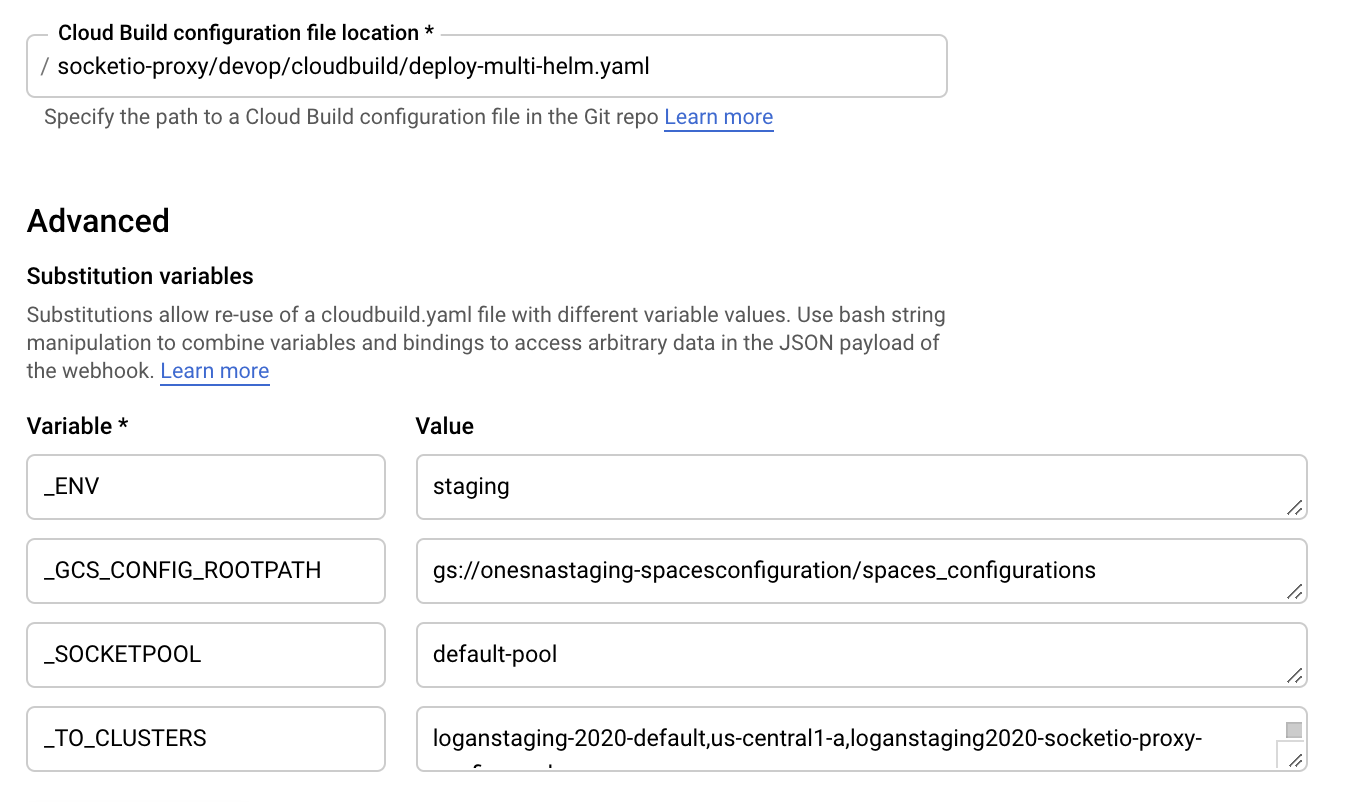 Cloud Build configuration file location *
/ socketio-proxy/devop/cloudbuild/deploy-multi-helm.yaml
Specify the path to a Cloud Build configuration file in the Git repo Learn more
Advanced
Substitution variables
Substitutions allow re-use of a cloudbuild.yaml file with different variable values. Use bash string
manipulation to combine variables and bindings to access arbitrary data in the JSON payload of
the webhook. Learn more
Variable * Value
_ENV staging
_GCS_CONFIG_ROOTPATH gs://onesnastaging-spacesconfiguration/spaces_configurations
_SOCKETPOOL default-pool
_TO_CLUSTERS loganstaging-2020-default,us-central1-a,loganstaging2020-socketio-proxy-